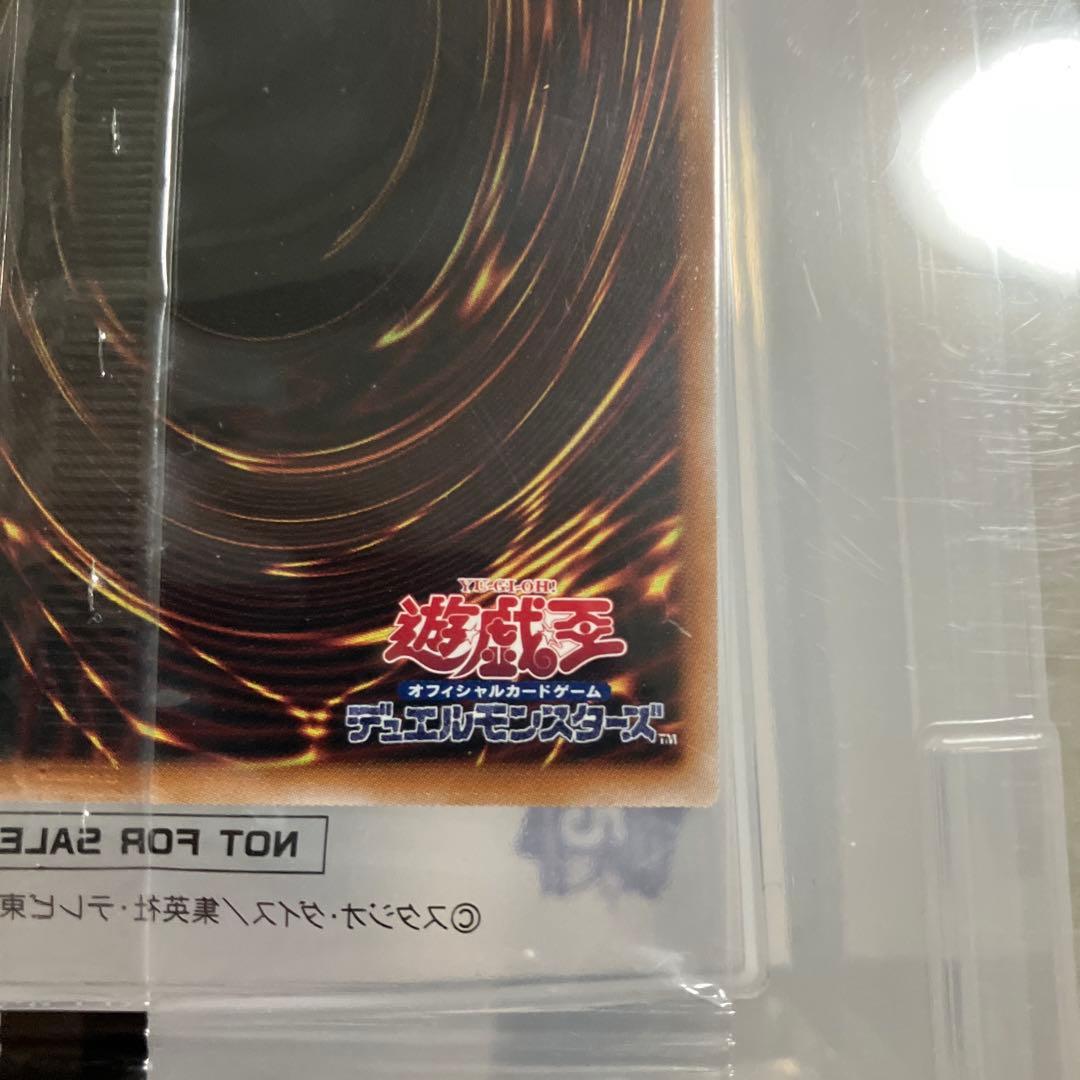 YU-GI-OH!
遊戯王
オフィシャルカードゲーム
デュエルモンスターズ™
NOT FOR SALE
©スタジオ・ダイス/集英社・テレビ東